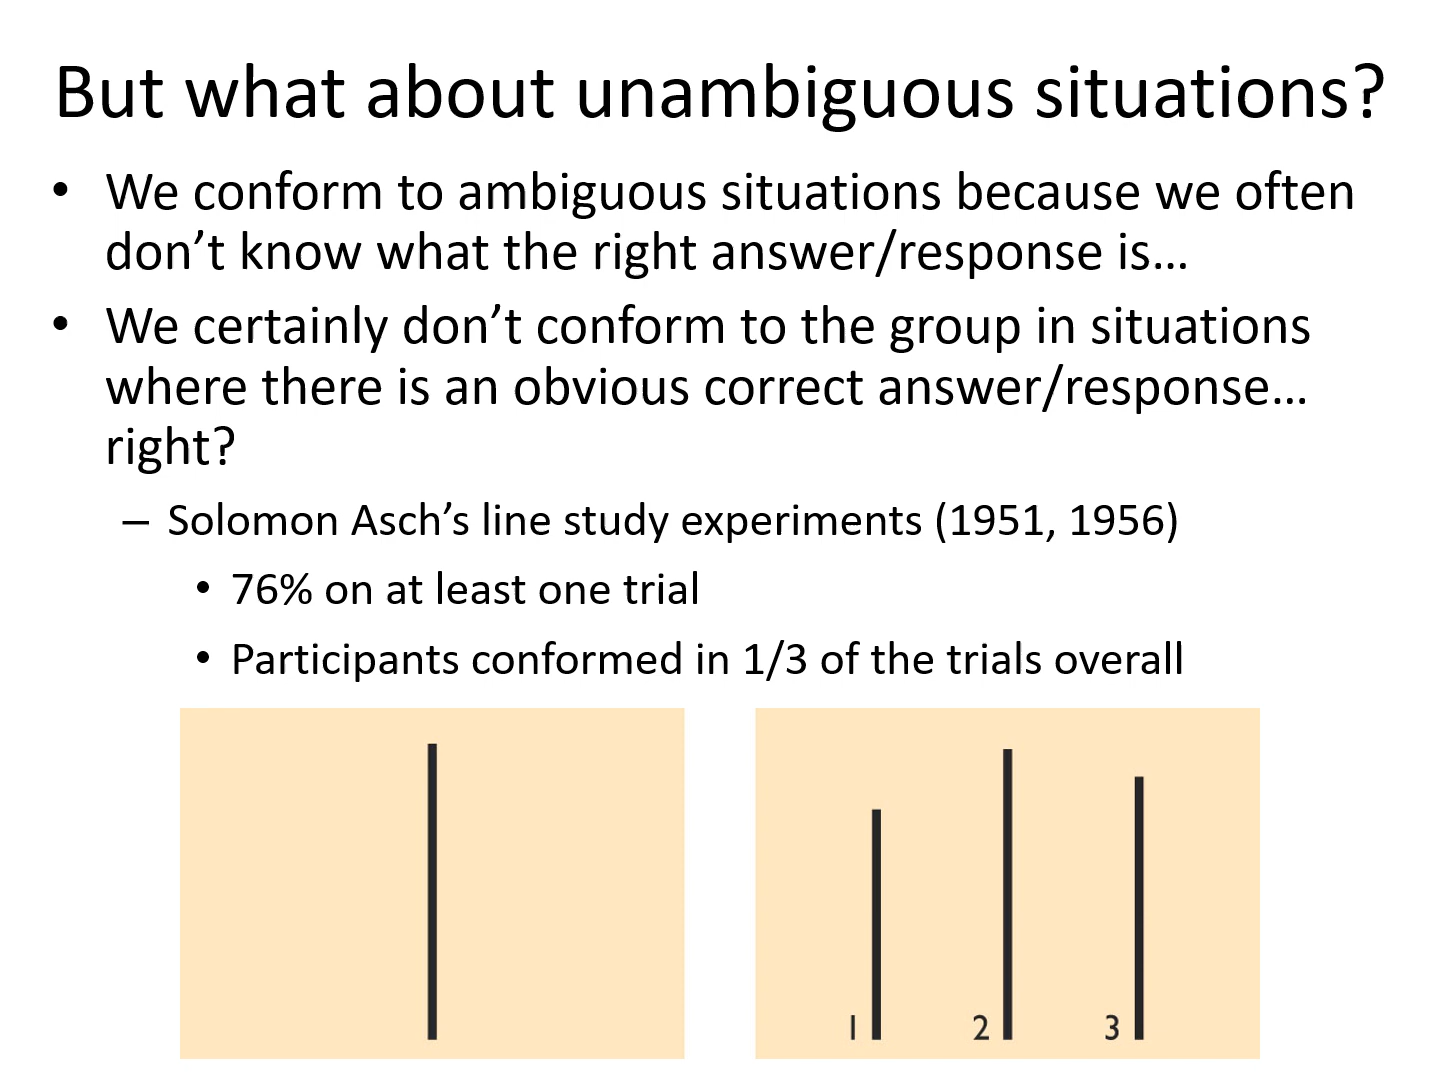 But what about unambiguous situations?
• We conform to ambiguous situations because we often
don’t know what the right answer/response is…
• We certainly don’t conform to the group in situations
where there is an obvious correct answer/response…
right?
– Solomon Asch’s line study experiments (1951, 1956)
• 76% on at least one trial
• Participants conformed in 1/3 of the trials overall
1 2 3